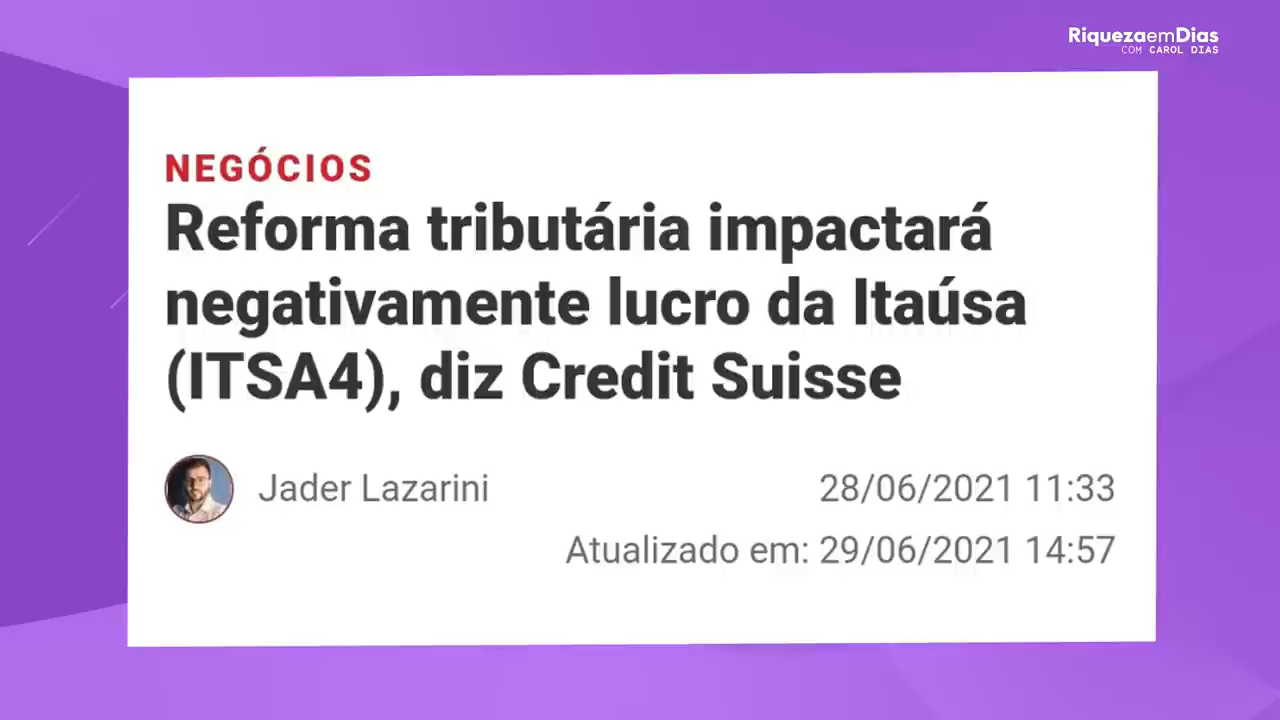 RiquezaemDias
COM CAROL DIAS
NEGÓCIOS
Reforma tributária impactará
negativamente lucro da Itaúsa
(ITSA4), diz Credit Suisse
Jader Lazarini
28/06/2021 11:33
Atualizado em: 29/06/2021 14:57